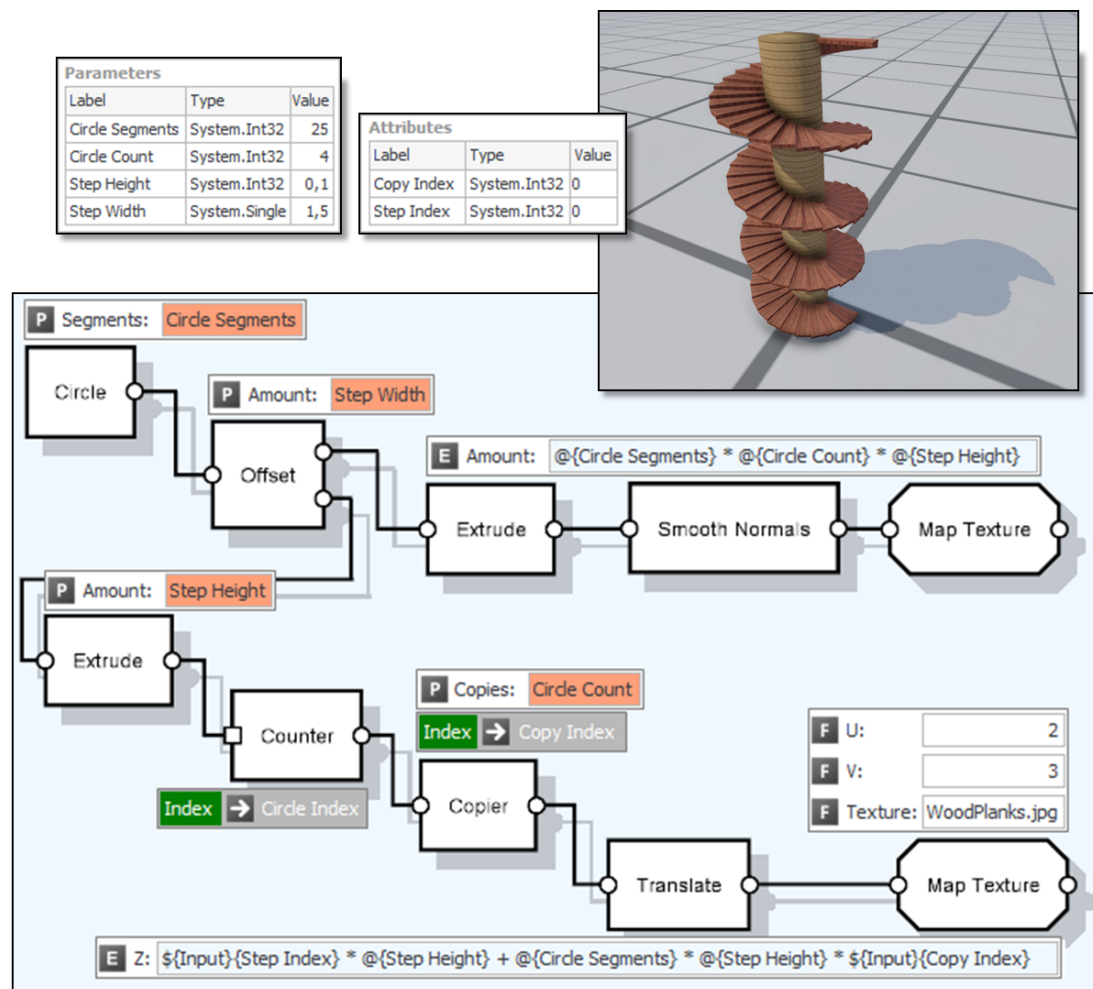 Parameters
Label Type Value
Circle Segments System.Int32 25
Circle Count System.Int32 4
Step Height System.Int32 0,1
Step Width System.Single 1,5
Attributes
Label Type Value
Copy Index System.Int32 0
Step Index System.Int32 0
P Segments: Circle Segments
Circle
P Amount: Step Width
Offset
E Amount: @{Circle Segments} * @{Circle Count} * @{Step Height}
Extrude
Smooth Normals
Map Texture
P Amount: Step Height
Extrude
Counter
Index Circle Index
P Copies: Circle Count
Index Copy Index
Copier
Translate
F U: 2
F V: 3
F Texture: WoodPlanks.jpg
Map Texture
E Z: ${Input}{Step Index} * @{Step Height} + @{Circle Segments} * @{Step Height} * ${Input}{Copy Index}